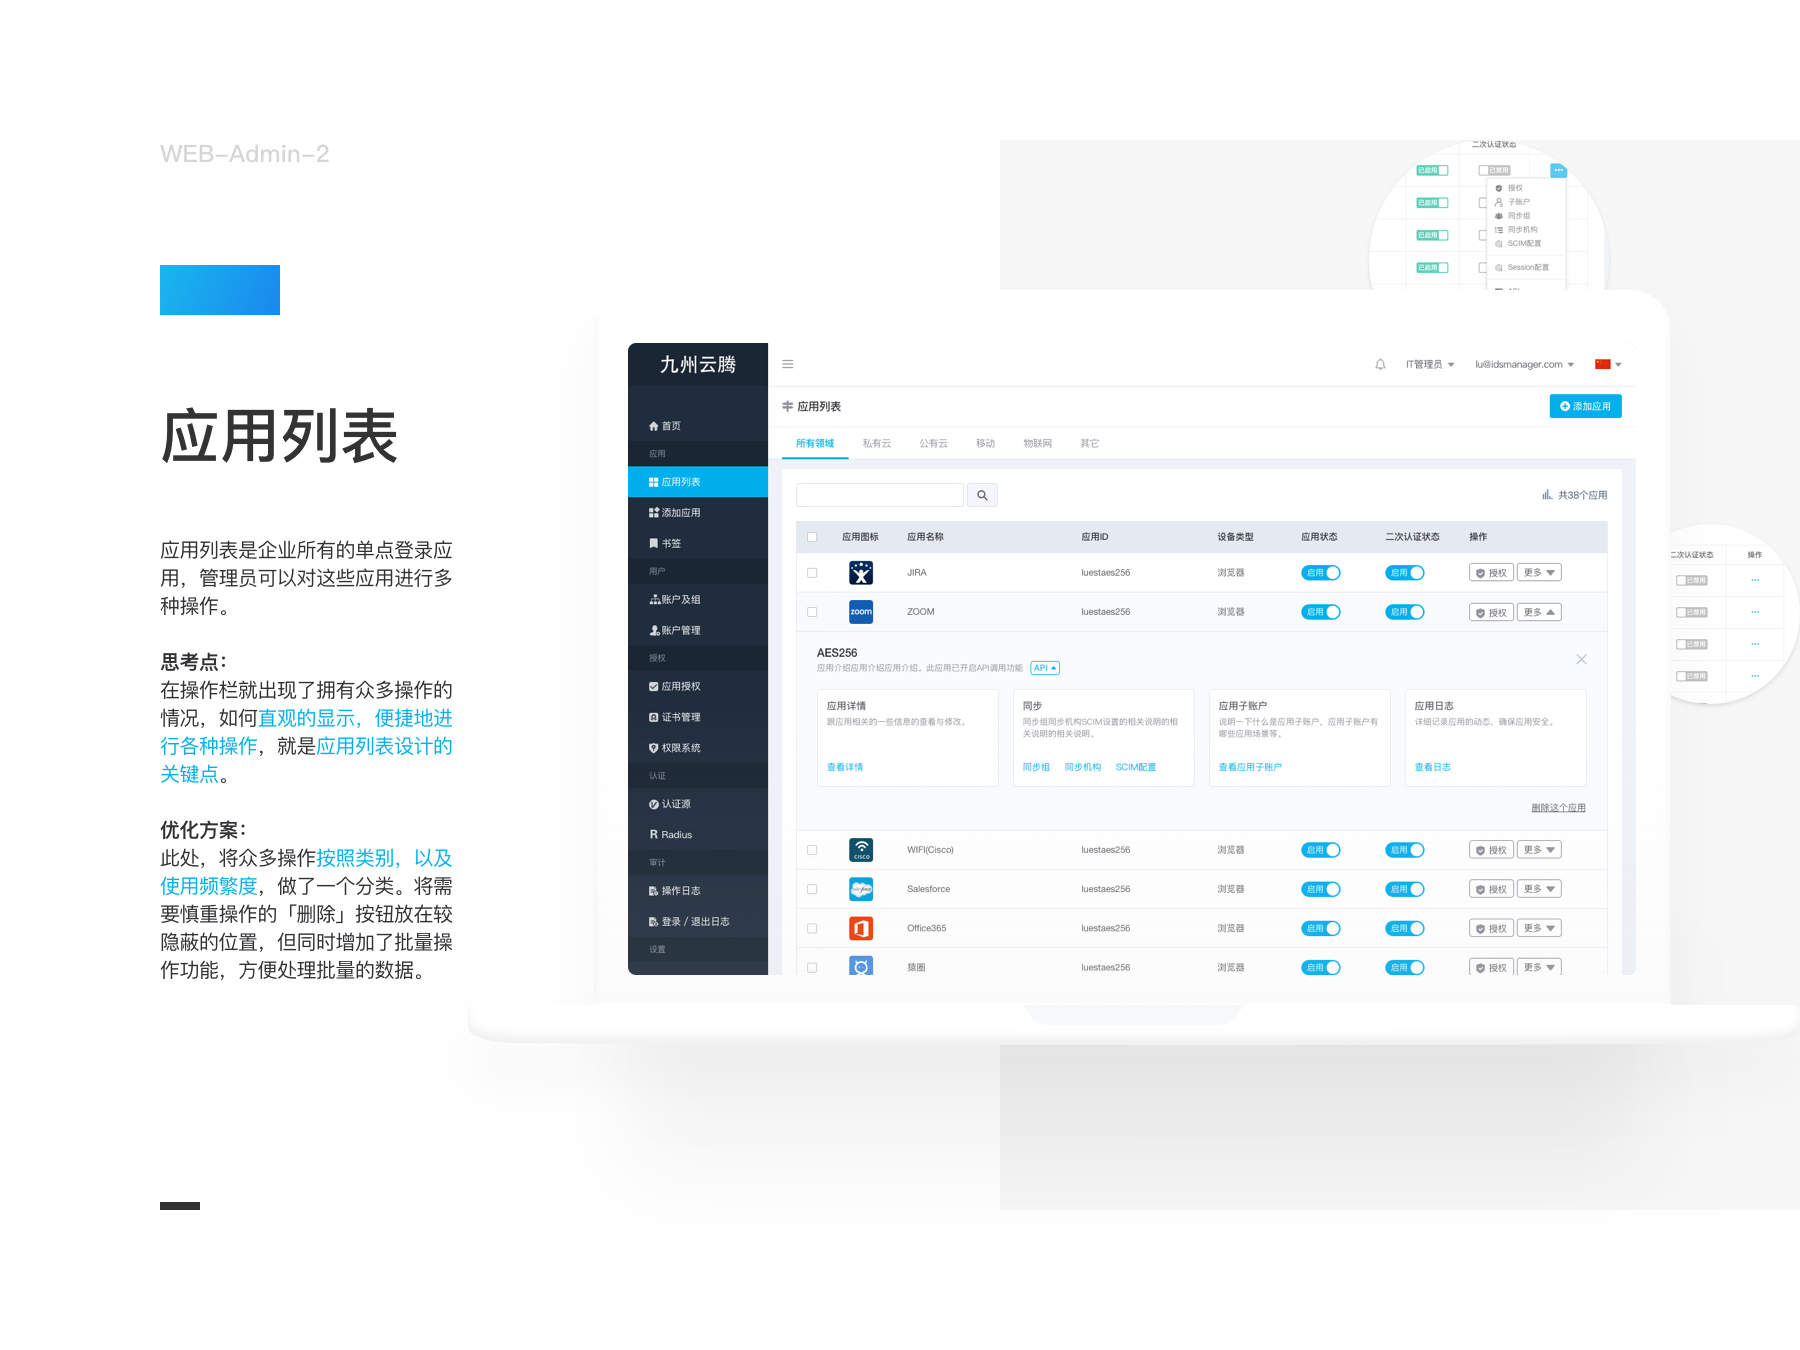 WEB-Admin-2
应用列表
应用列表是企业所有的单点登录应
用，管理员可以对这些应用进行多
种操作。
思考点：
在操作栏就出现了拥有众多操作的
情况，如何直观的显示，便捷地进
行各种操作，就是应用列表设计的
关键点。
优化方案：
此处，将众多操作按照类别，以及
使用频繁度，做了一个分类。将需
要慎重操作的「删除」按钮放在较
隐蔽的位置，但同时增加了批量操
作功能，方便处理批量的数据。
二次认证状态
已启用 已禁用
已启用
已启用
已启用
授权
子账户
同步组
同步机构
SCIM配置
Session配置
九州云腾
首页
应用
应用列表
添加应用
书签
用户
账户及组
账户管理
授权
应用授权
证书管理
权限系统
认证
认证源
Radius
审计
操作日志
登录 / 退出日志
设置
IT管理员 lu@idsmanager.com
应用列表 添加应用
所有领域 私有云 公有云 移动 物联网 其它
共38个应用
应用图标 应用名称 应用ID 设备类型 应用状态 二次认证状态 操作
JIRA luestaes256 浏览器 启用 启用 授权 更多
zoom ZOOM luestaes256 浏览器 启用 启用 授权 更多
AES256
应用介绍应用介绍应用介绍。此应用已开启API调用功能 API
应用详情
跟应用相关的一些信息的查看与修改。
查看详情
同步
同步组同步机构SCIM设置的相关说明的相
关说明的相关说明。
同步组 同步机构 SCIM配置
应用子账户
说明一下什么是应用子账户，应用子账户有
哪些应用场景等。
查看应用子账户
应用日志
详细记录应用的动态，确保应用安全。
查看日志
删除这个应用
CISCO WIFI(Cisco) luestaes256 浏览器 启用 启用 授权 更多
Salesforce luestaes256 浏览器 启用 启用 授权 更多
Office365 luestaes256 浏览器 启用 启用 授权 更多
猿圈 luestaes256 浏览器 启用 启用 授权 更多
二次认证状态 操作
已禁用
已禁用
已禁用
已禁用